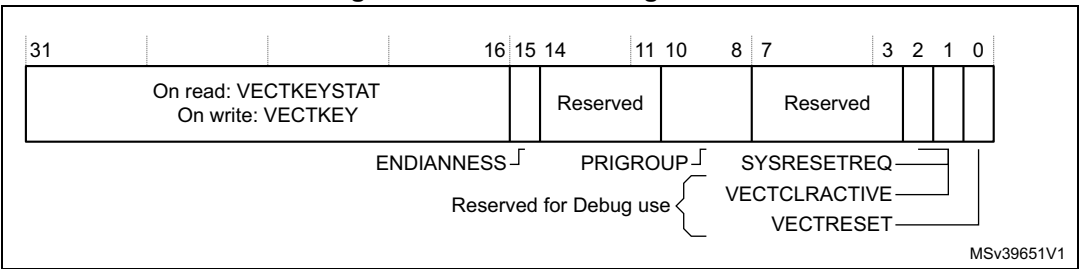 31 16 15 14 11 10 8 7 3 2 1 0
On read: VECTKEYSTAT
On write: VECTKEY
Reserved
Reserved
ENDIANNESS
PRIGROUP
SYSRESETREQ
Reserved for Debug use
VECTCLRACTIVE
VECTRESET
MSv39651V1